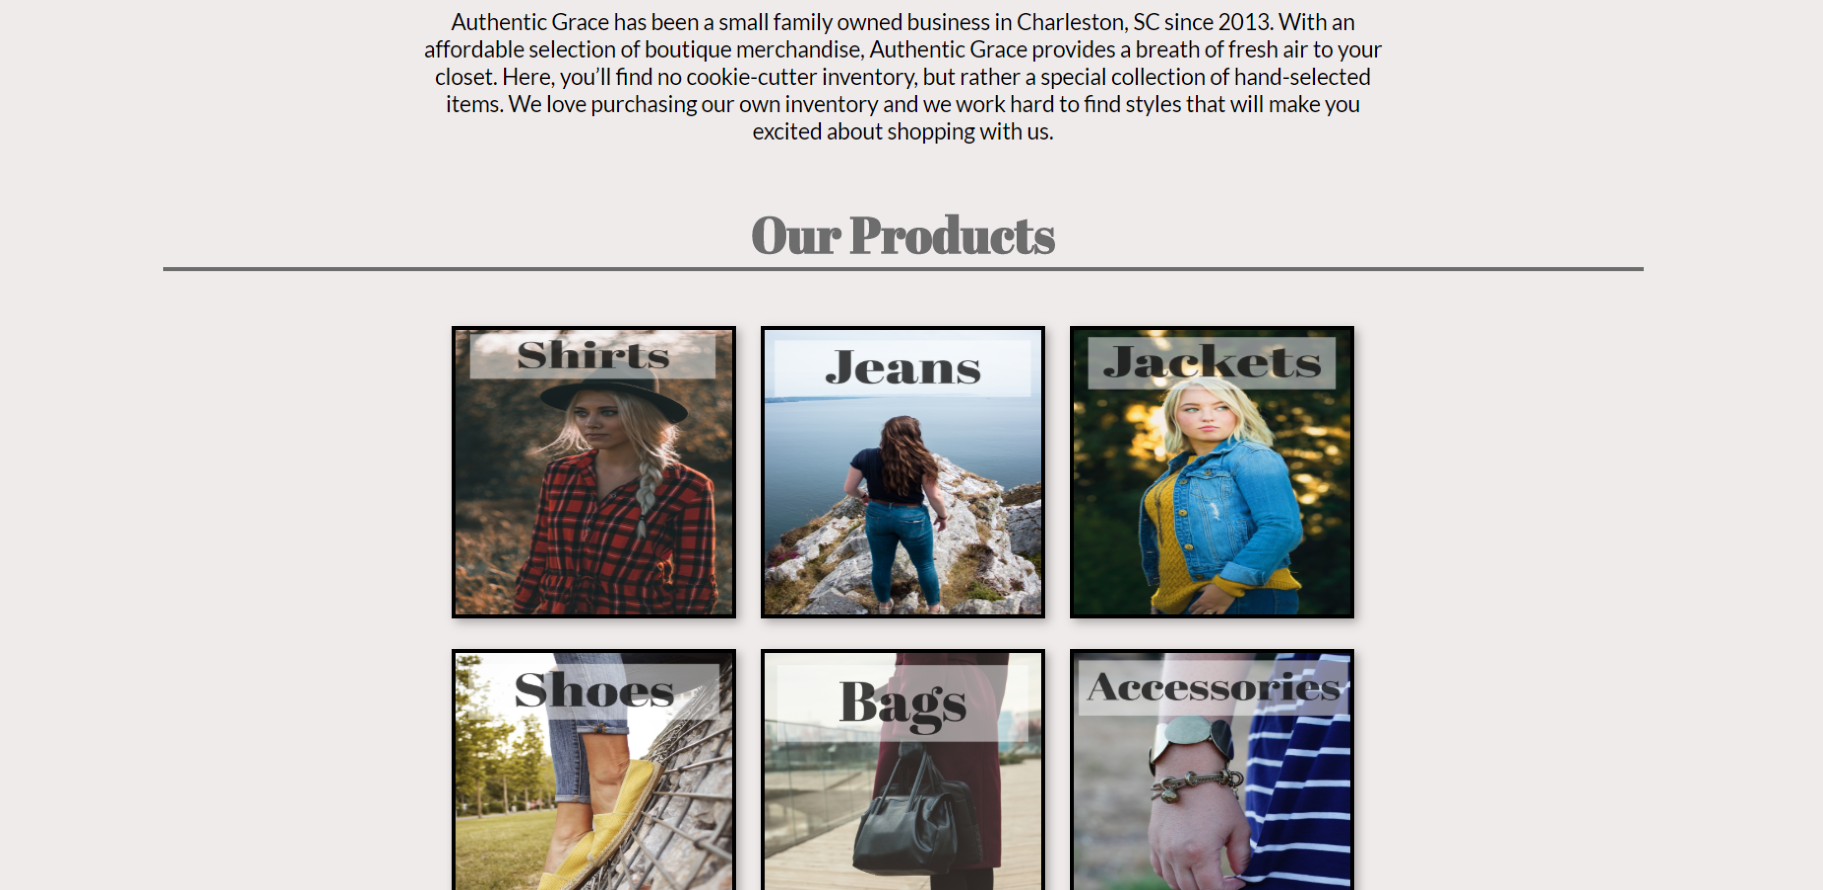 Authentic Grace has been a small family owned business in Charleston, SC since 2013. With an
affordable selection of boutique merchandise, Authentic Grace provides a breath of fresh air to your
closet. Here, you’ll find no cookie-cutter inventory, but rather a special collection of hand-selected
items. We love purchasing our own inventory and we work hard to find styles that will make you
excited about shopping with us.
Our Products
Shirts
Jeans
Jackets
Shoes
Bags
Accessories